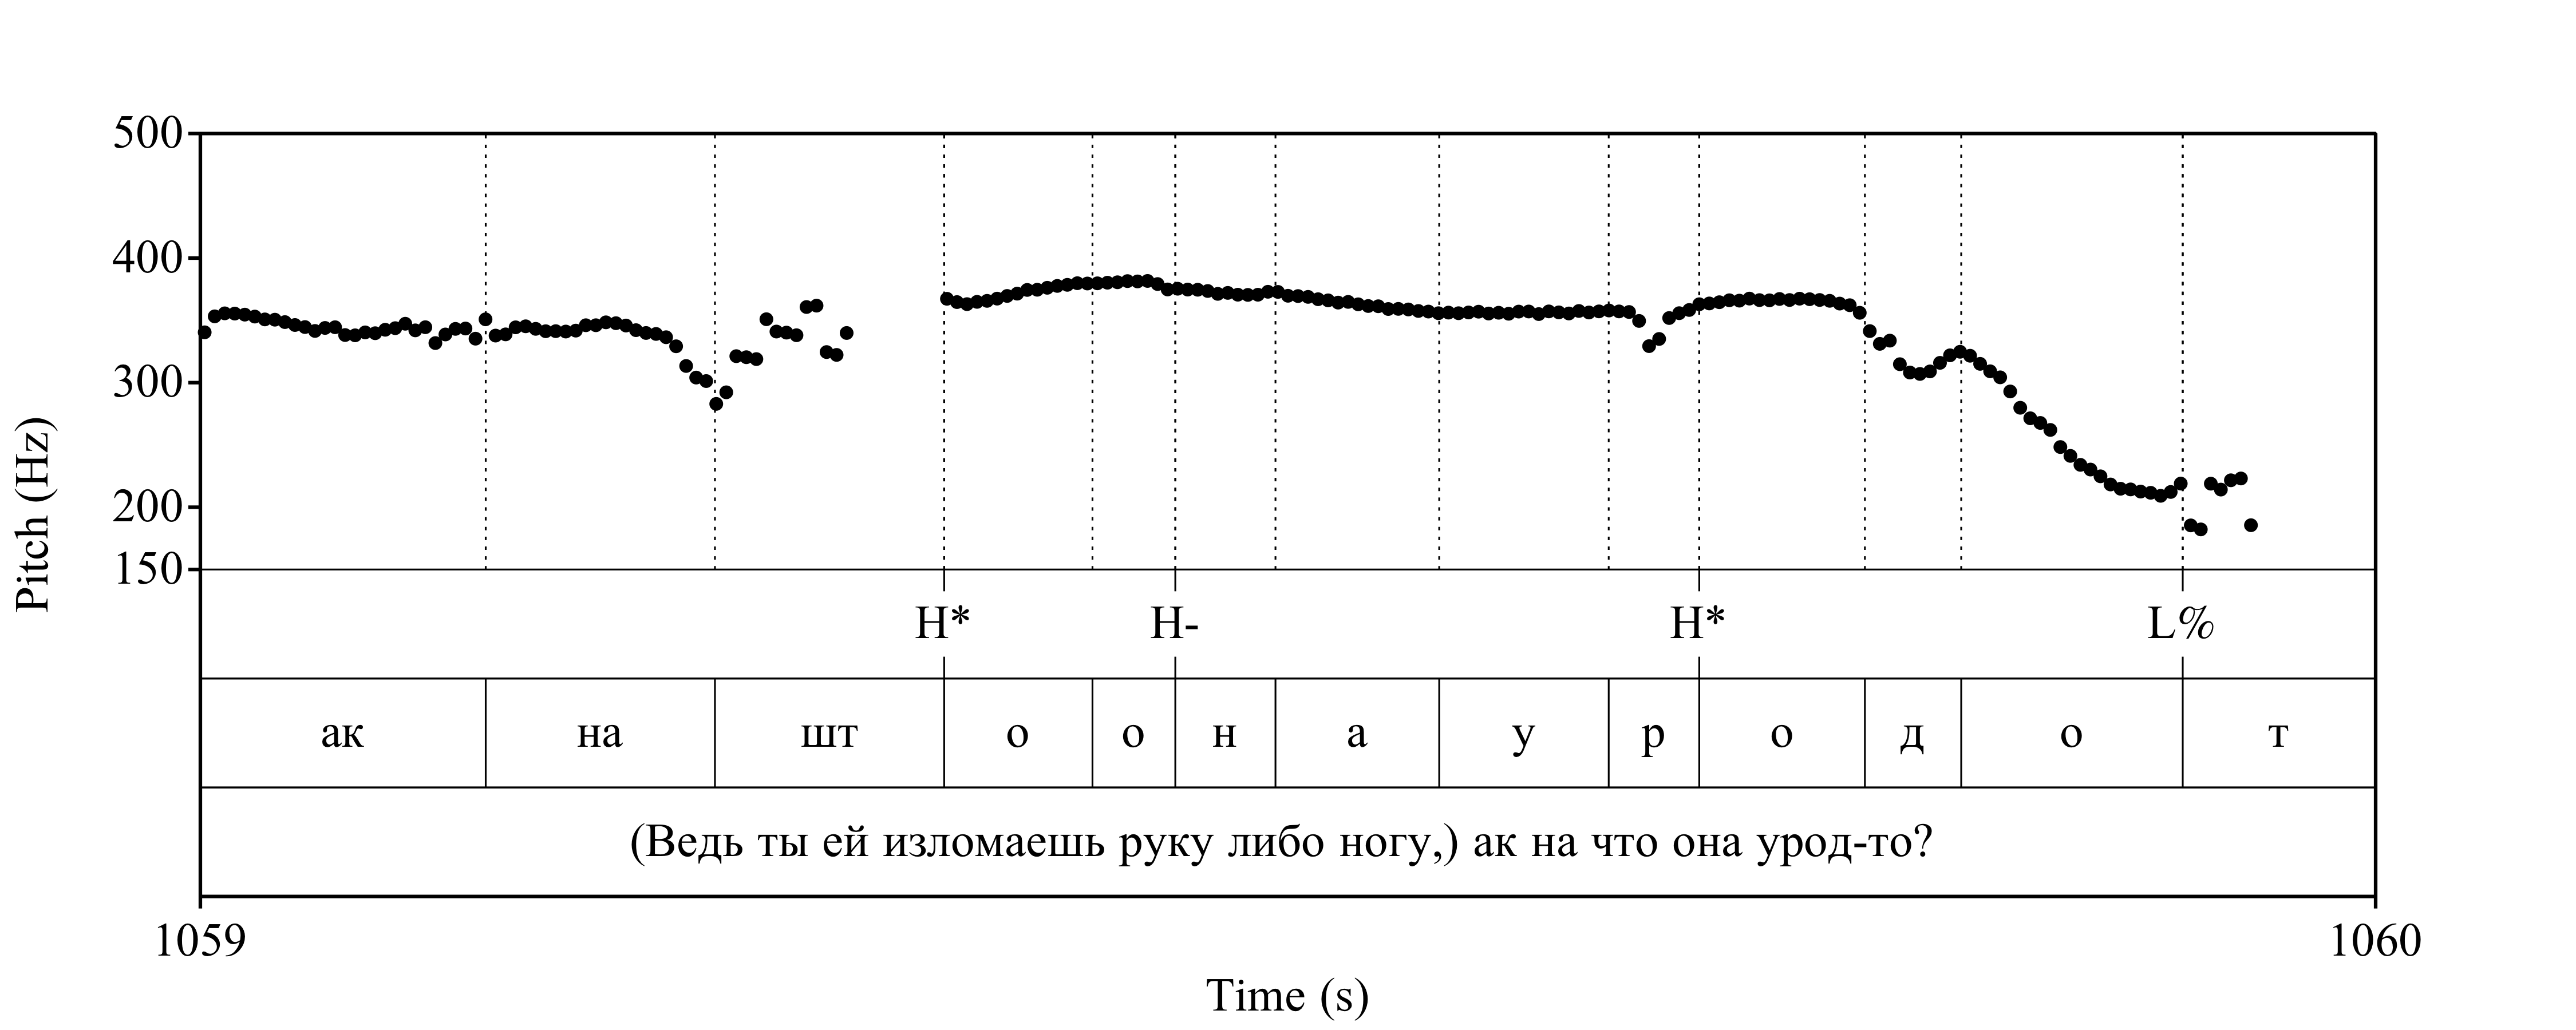 500
400
300
200
150
Pitch (Hz)
H* H- H* L%
ак на шт о о н а у р о д о т
(Ведь ты ей изломаешь руку либо ногу,) ак на что она урод-то?
1059 1060
Time (s)